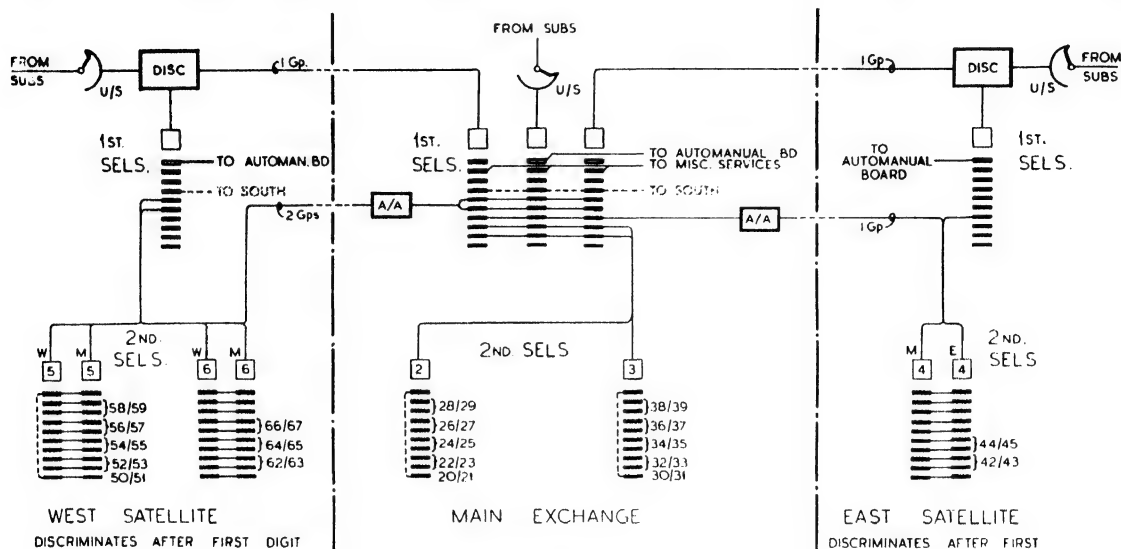 FROM SUBS
FROM
SUBS
U/S
DISC
1 Gp.
U/S
1 Gp
DISC
U/S
FROM
SUBS
1ST.
SELS.
TO AUTOMAN. BD
TO SOUTH
1ST.
SELS.
TO AUTOMANUAL BD
TO MISC. SERVICES
TO SOUTH
TO
AUTOMANUAL
BOARD
1ST.
SELS.
2 Gps
A/A
A/A
1 Gp
2ND.
SELS.
W
M
W
M
5
5
6
6
58/59
56/57
54/55
52/53
50/51
66/67
64/65
62/63
2ND. SELS
2
3
28/29
26/27
24/25
22/23
20/21
38/39
36/37
34/35
32/33
30/31
2ND.
SELS
M
E
4
4
44/45
42/43
WEST SATELLITE
DISCRIMINATES AFTER FIRST DIGIT
MAIN EXCHANGE
EAST SATELLITE
DISCRIMINATES AFTER FIRST